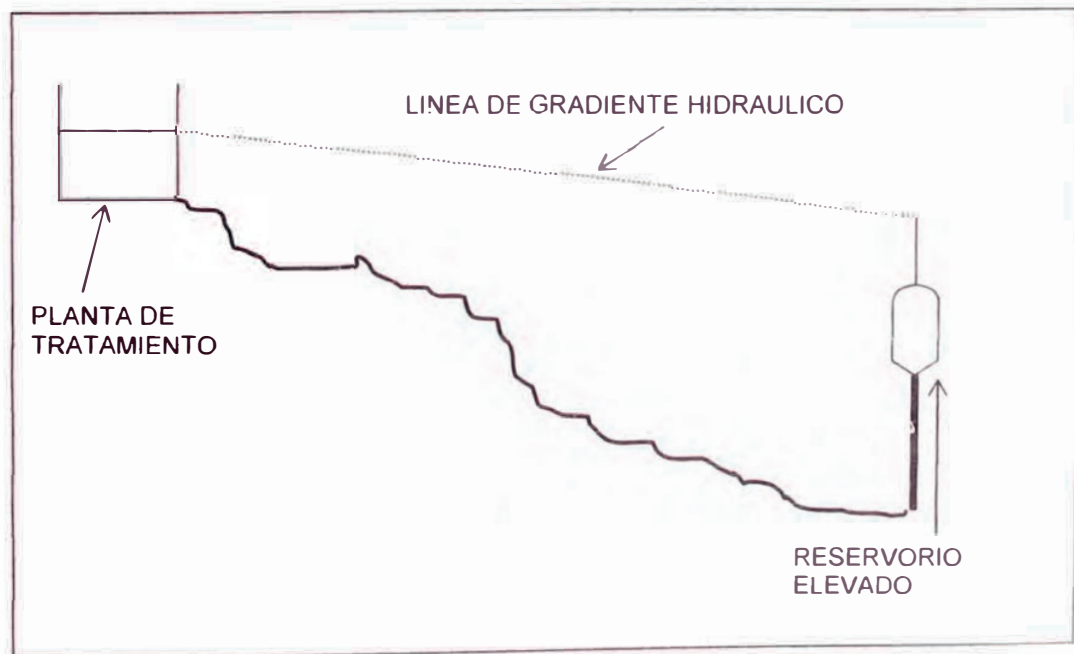 LINEA DE GRADIENTE HIDRAULICO
PLANTA DE
TRATAMIENTO
RESERVORIO
ELEVADO